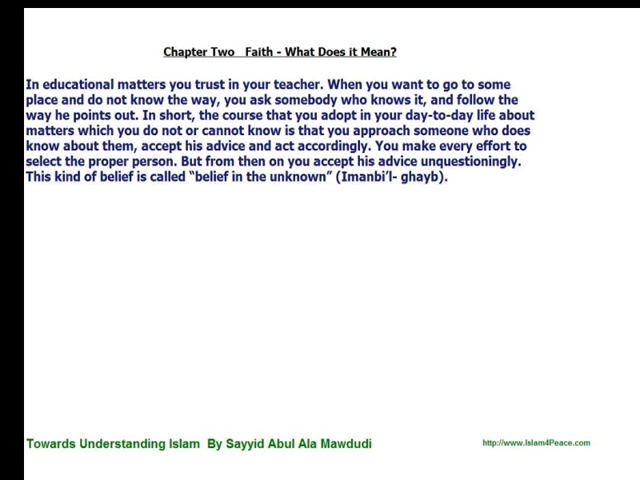 Chapter Two   Faith - What Does it Mean?
In educational matters you trust in your teacher. When you want to go to some
place and do not know the way, you ask somebody who knows it, and follow the
way he points out. In short, the course that you adopt in your day-to-day life about
matters which you do not or cannot know is that you approach someone who does
know about them, accept his advice and act accordingly. You make every effort to
select the proper person. But from then on you accept his advice unquestioningly.
This kind of belief is called “belief in the unknown” (Imanbi’l- ghayb).
Towards Understanding Islam  By Sayyid Abul Ala Mawdudi
http://www.Islam4Peace.com